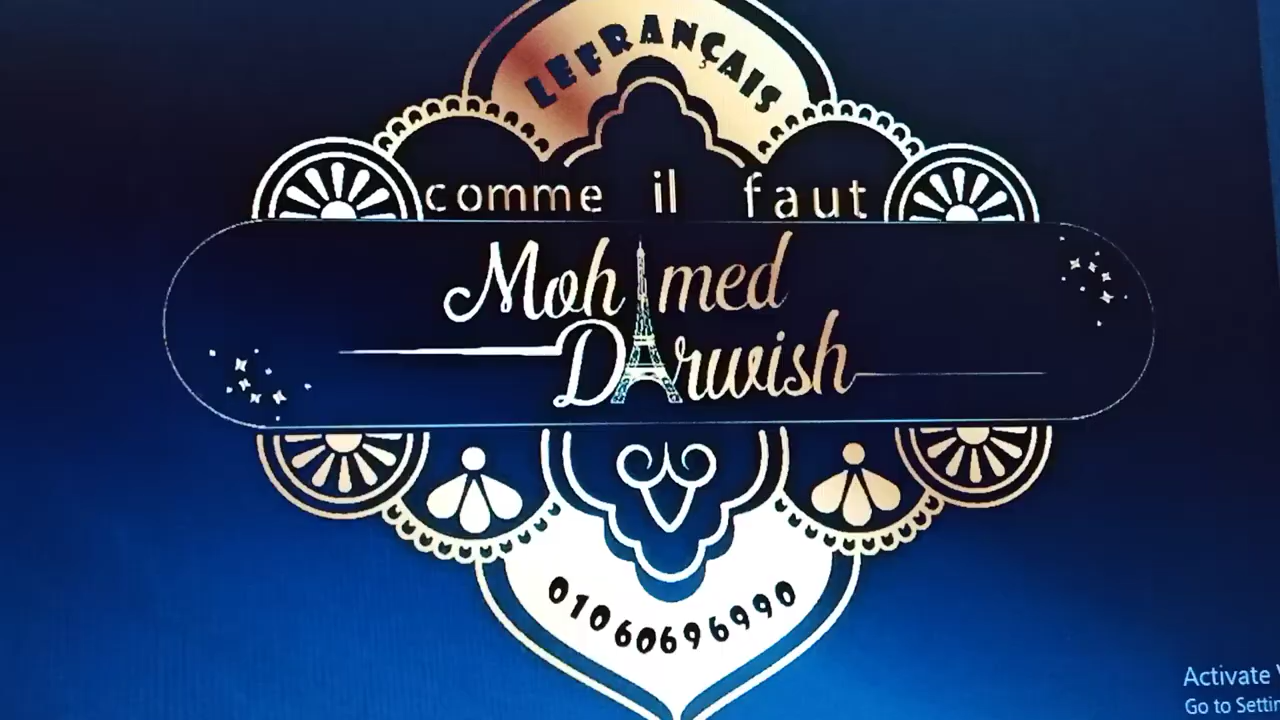 LEFRANÇAIS
comme il faut
Mohamed
Darwish
01060696990
Activate
Go to Settin